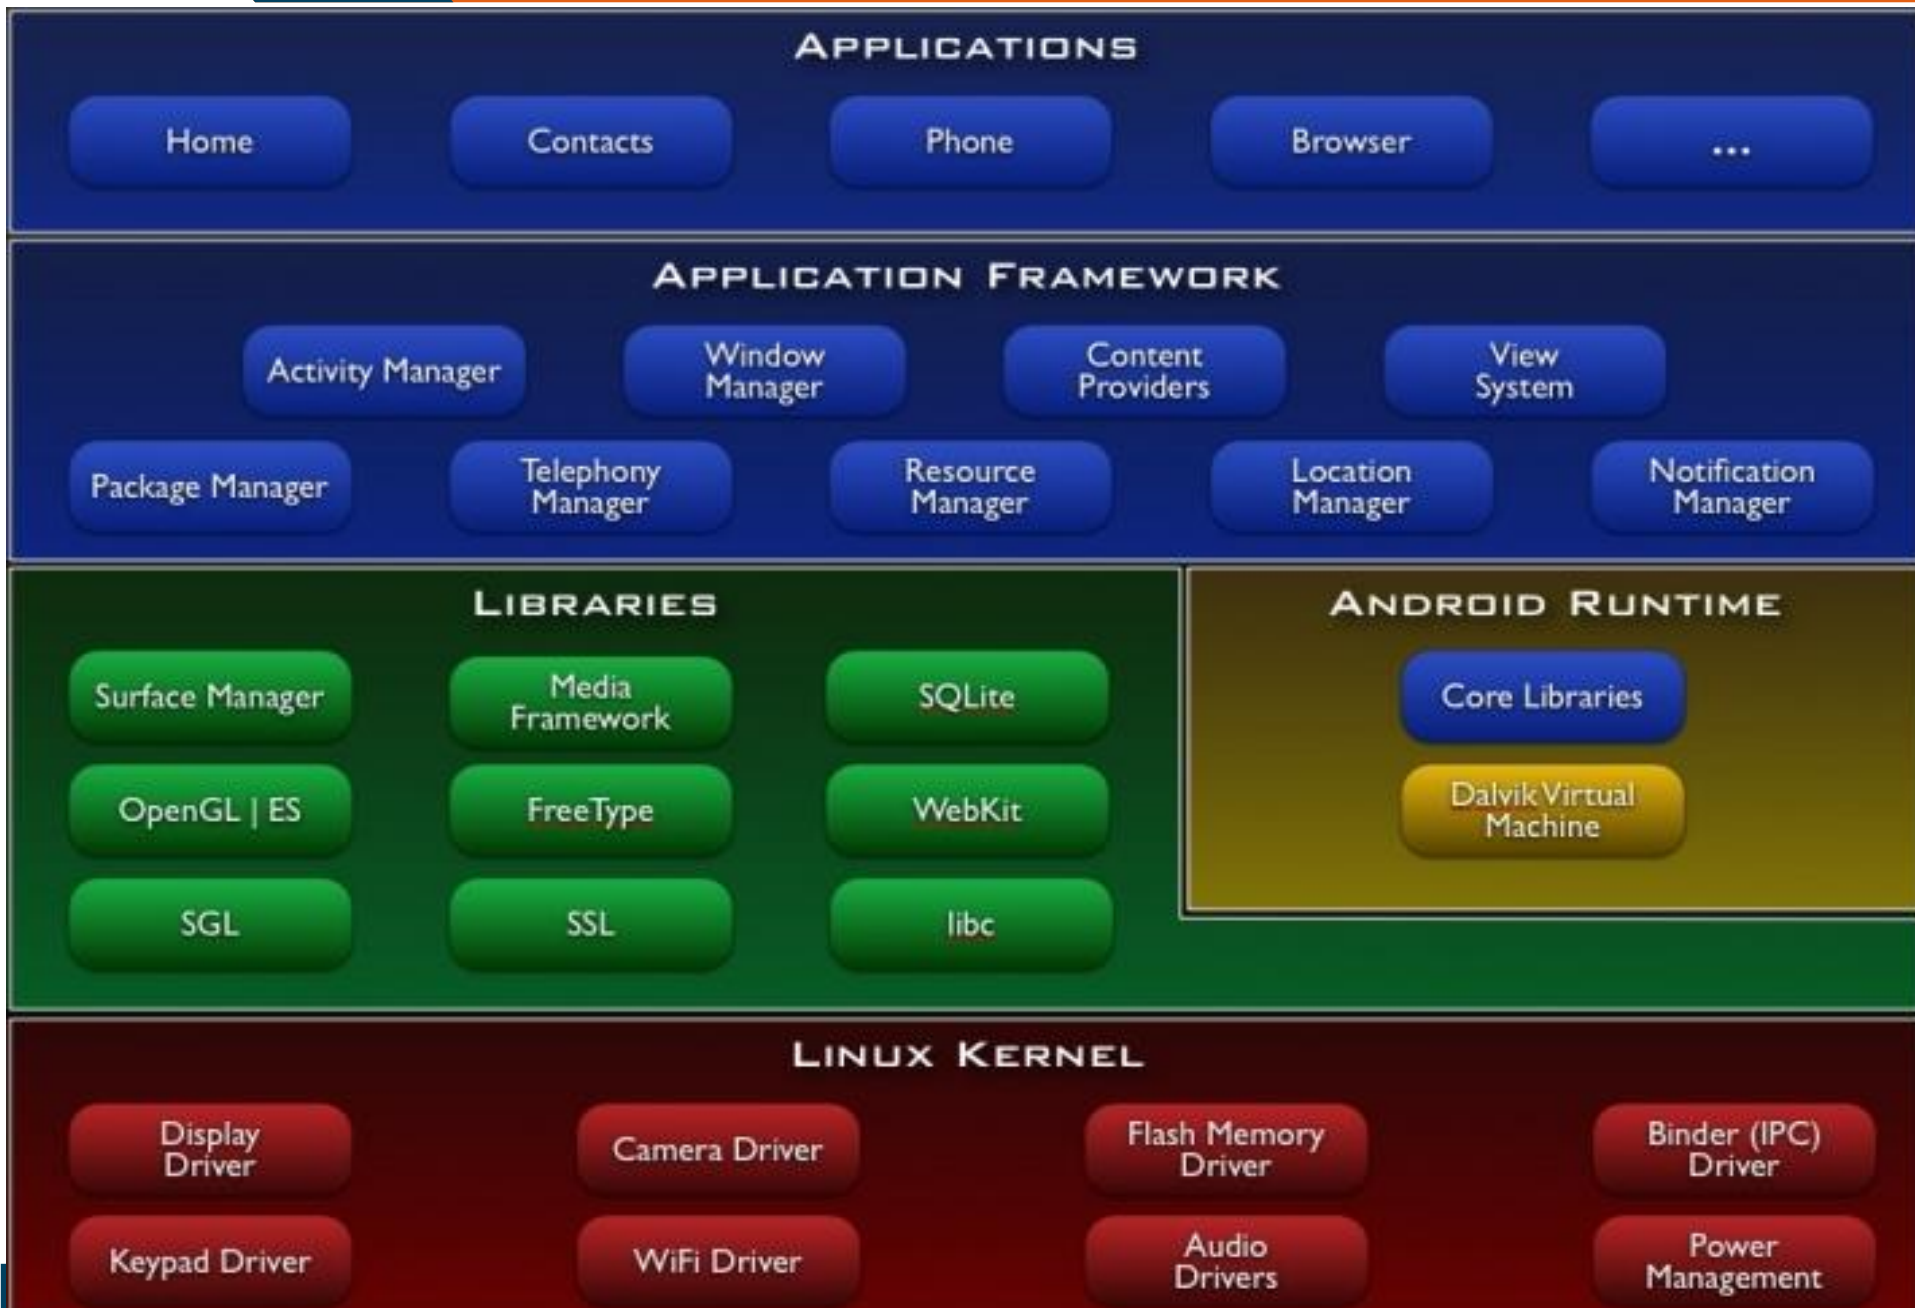 APPLICATIONS
Home
Contacts
Phone
Browser
...
APPLICATION FRAMEWORK
Activity Manager
Window
Manager
Content
Providers
View
System
Package Manager
Telephony
Manager
Resource
Manager
Location
Manager
Notification
Manager
LIBRARIES
Surface Manager
Media
Framework
SQLite
OpenGL | ES
FreeType
WebKit
SGL
SSL
libc
ANDROID RUNTIME
Core Libraries
Dalvik Virtual
Machine
LINUX KERNEL
Display
Driver
Camera Driver
Flash Memory
Driver
Binder (IPC)
Driver
Keypad Driver
WiFi Driver
Audio
Drivers
Power
Management